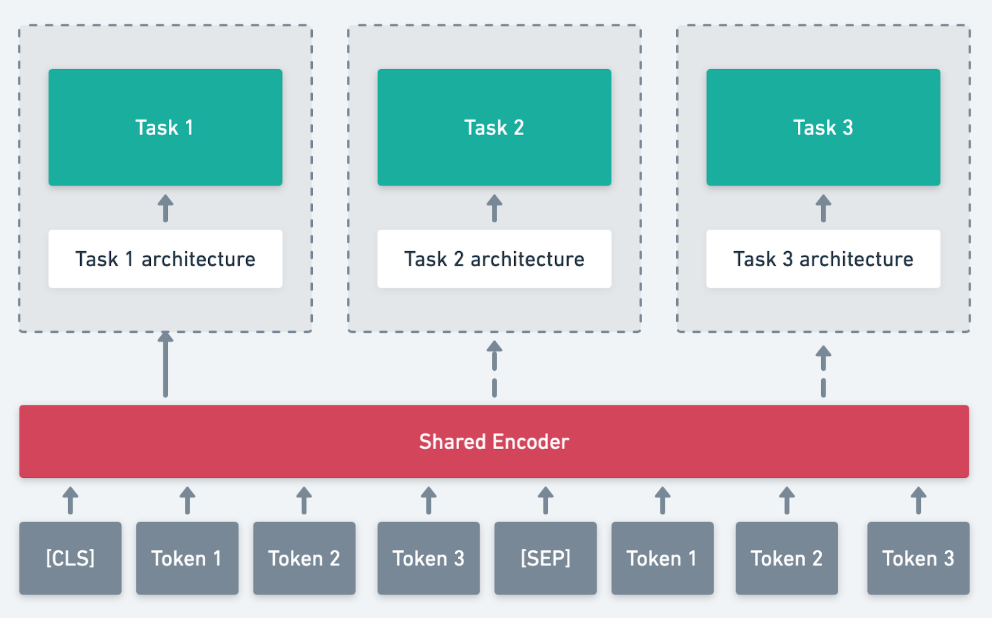 Task 1
Task 2
Task 3
Task 1 architecture
Task 2 architecture
Task 3 architecture
Shared Encoder
[CLS]
Token 1
Token 2
Token 3
[SEP]
Token 1
Token 2
Token 3